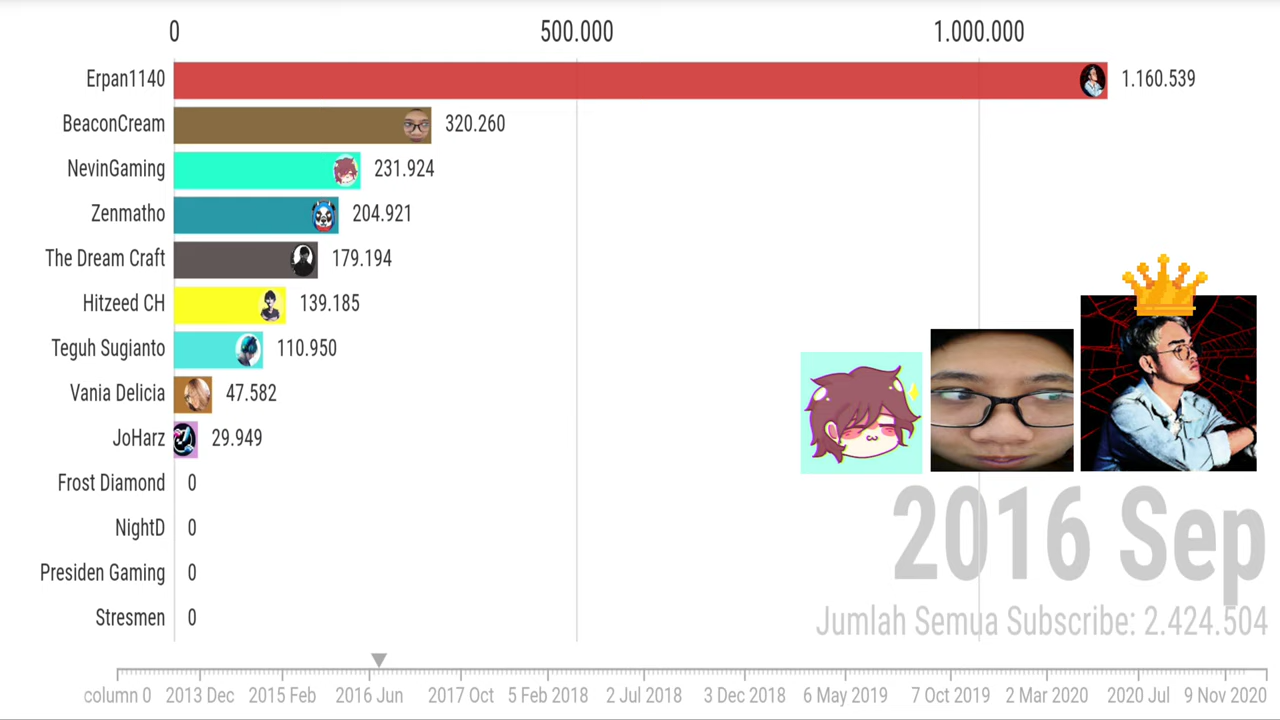 0 500.000 1.000.000
Erpan1140 1.160.539
BeaconCream 320.260
NevinGaming 231.924
Zenmatho 204.921
The Dream Craft 179.194
Hitzeed CH 139.185
Teguh Sugianto 110.950
Vania Delicia 47.582
JoHarz 29.949
Frost Diamond 0
NightD 0
Presiden Gaming 0
Stresmen 0
2016 Sep
Jumlah Semua Subscribe: 2.424.504
column 0 2013 Dec 2015 Feb 2016 Jun 2017 Oct 5 Feb 2018 2 Jul 2018 3 Dec 2018 6 May 2019 7 Oct 2019 2 Mar 2020 2020 Jul 9 Nov 2020